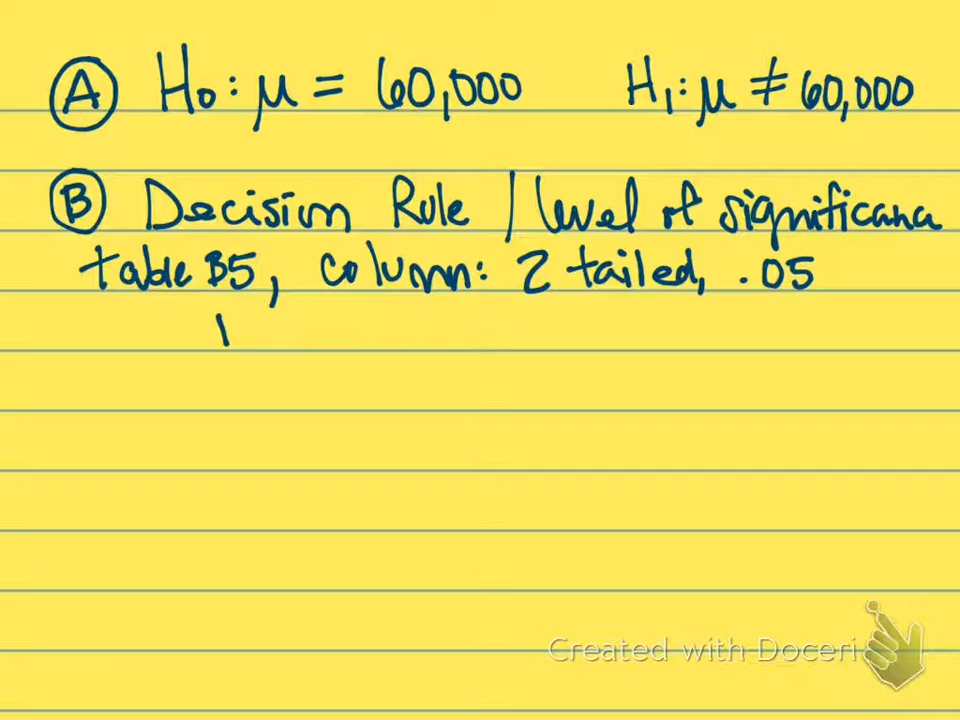 A H₀: μ = 60,000 H₁: μ ≠ 60,000
B Decision Rule / level of significana
table B5, column: 2 tailed, .05
Created with Doceri